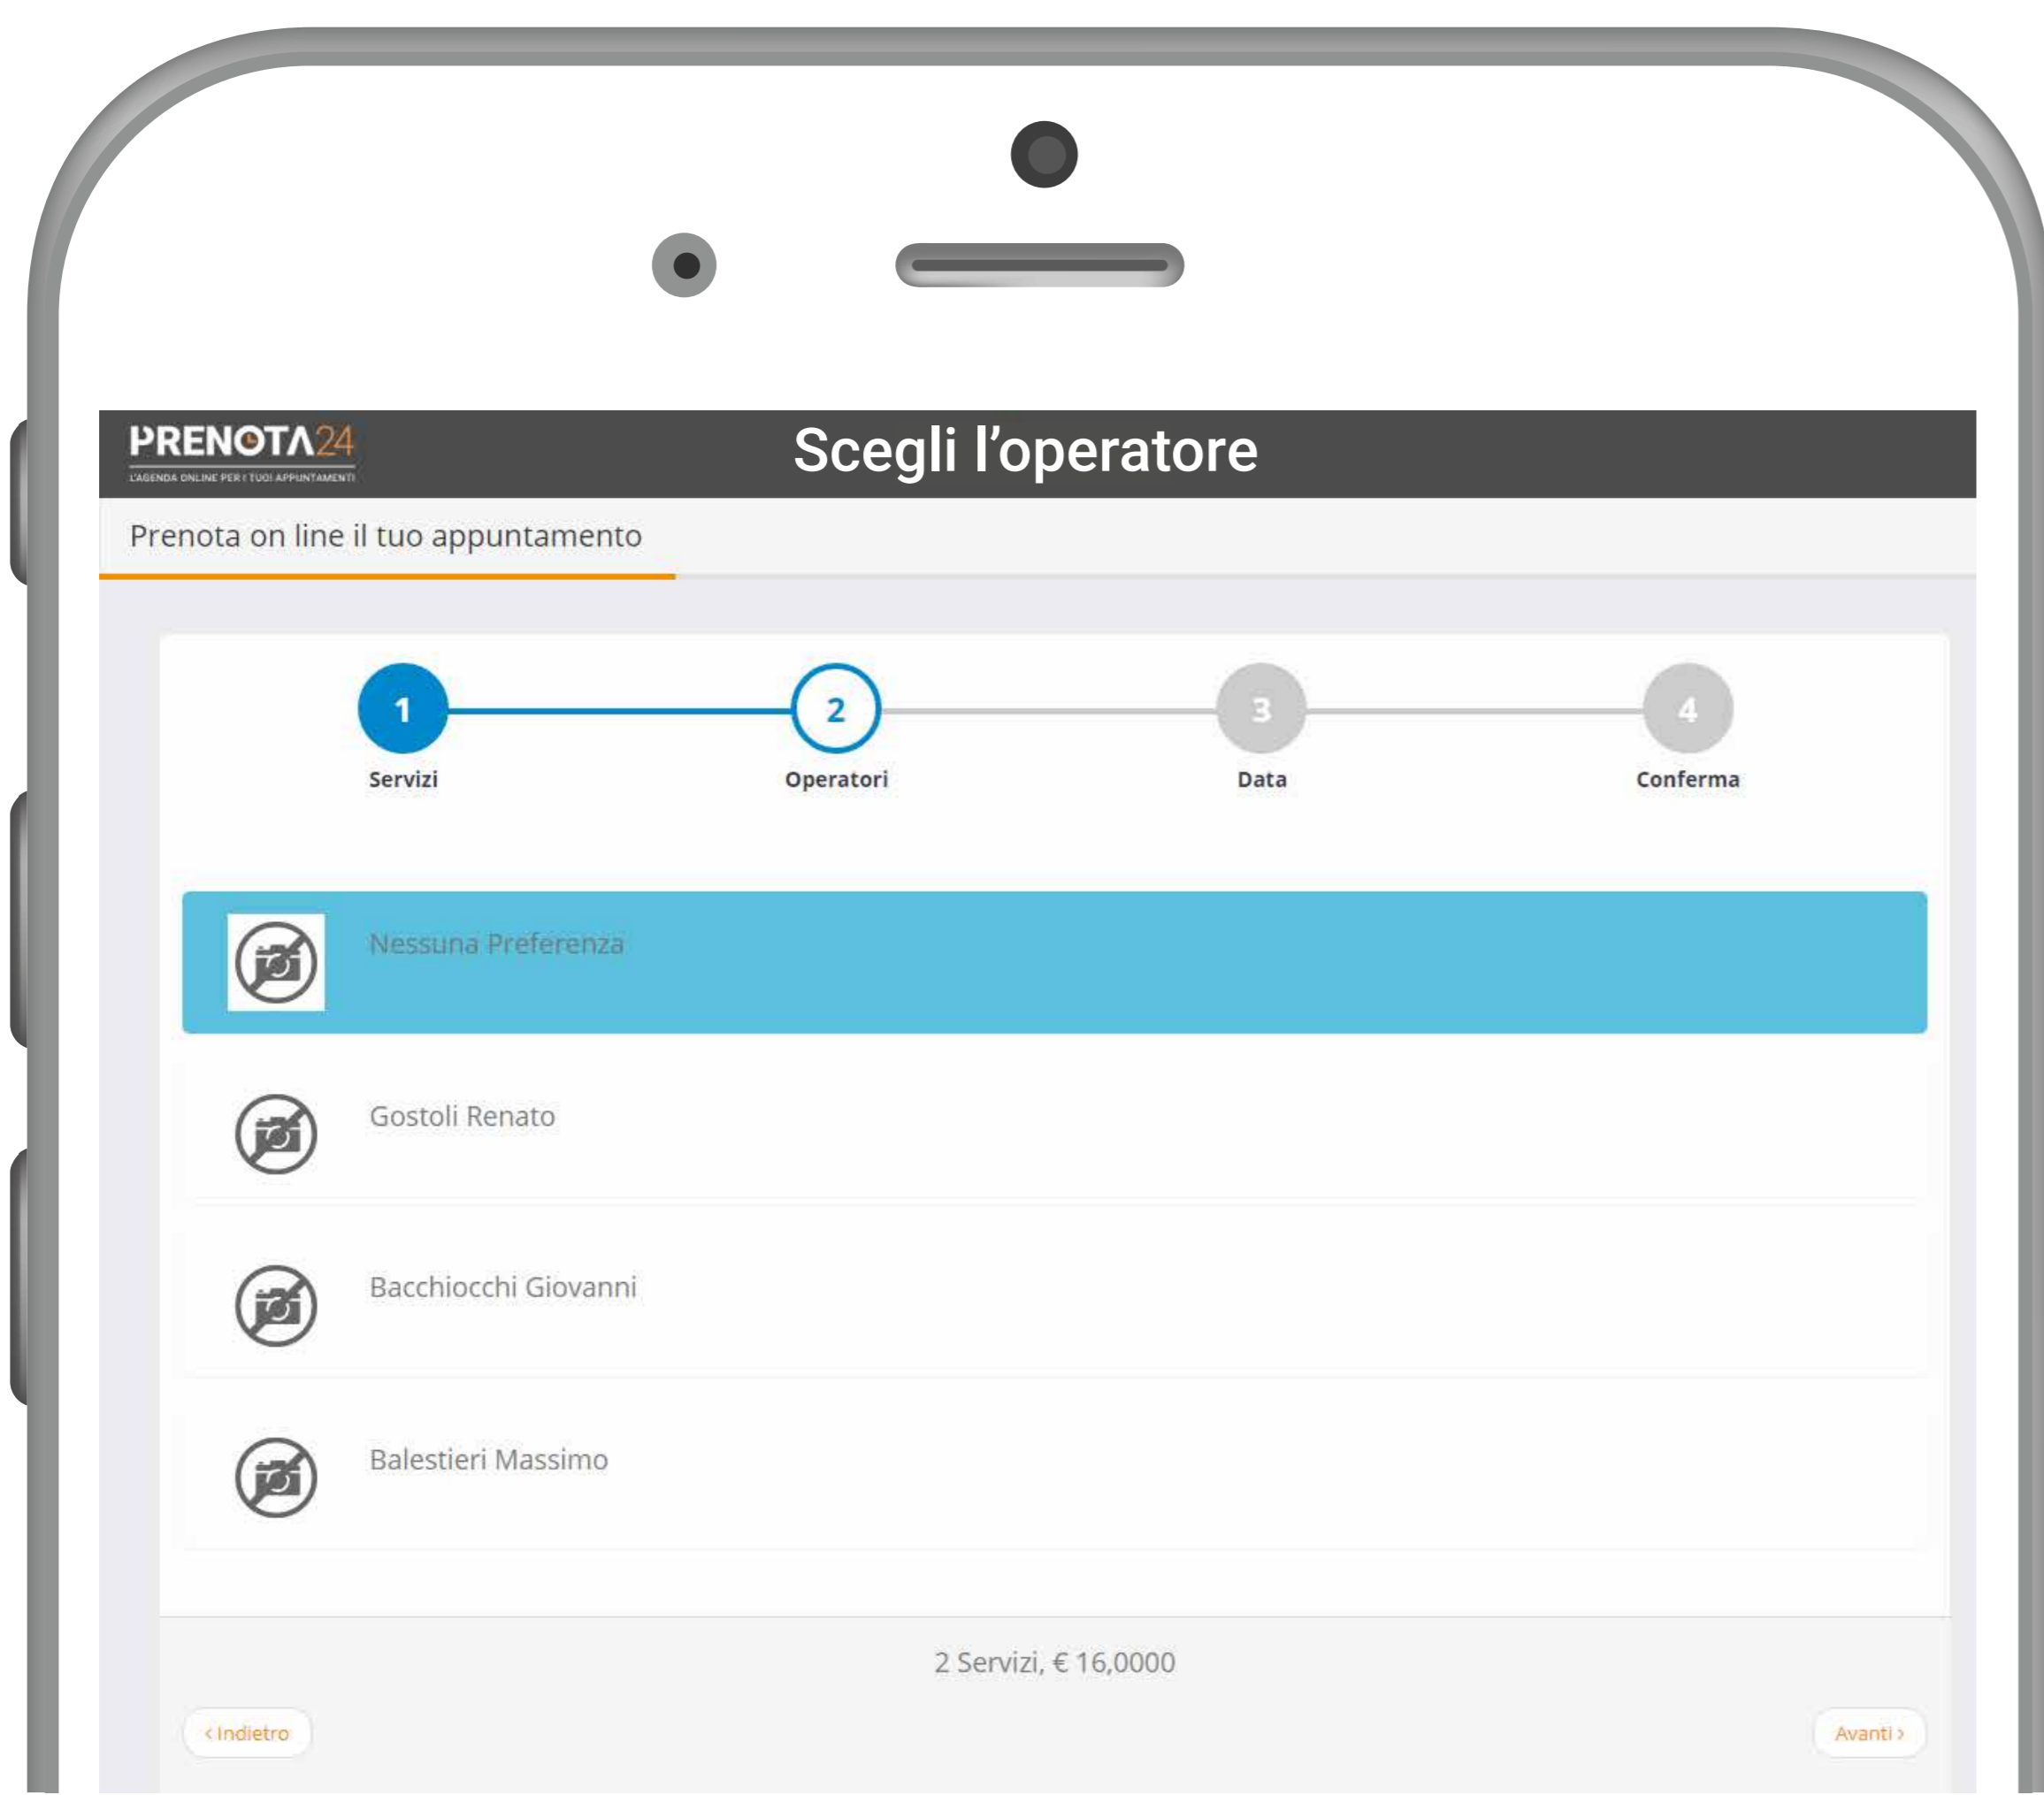 PRENOTA24
L'AGENDA ONLINE PER I TUOI APPUNTAMENTI
Scegli l’operatore
Prenota on line il tuo appuntamento
1
2
3
4
Servizi
Operatori
Data
Conferma
Nessuna Preferenza
Gostoli Renato
Bacchiocchi Giovanni
Balestieri Massimo
2 Servizi, € 16,0000
‹ Indietro
Avanti ›